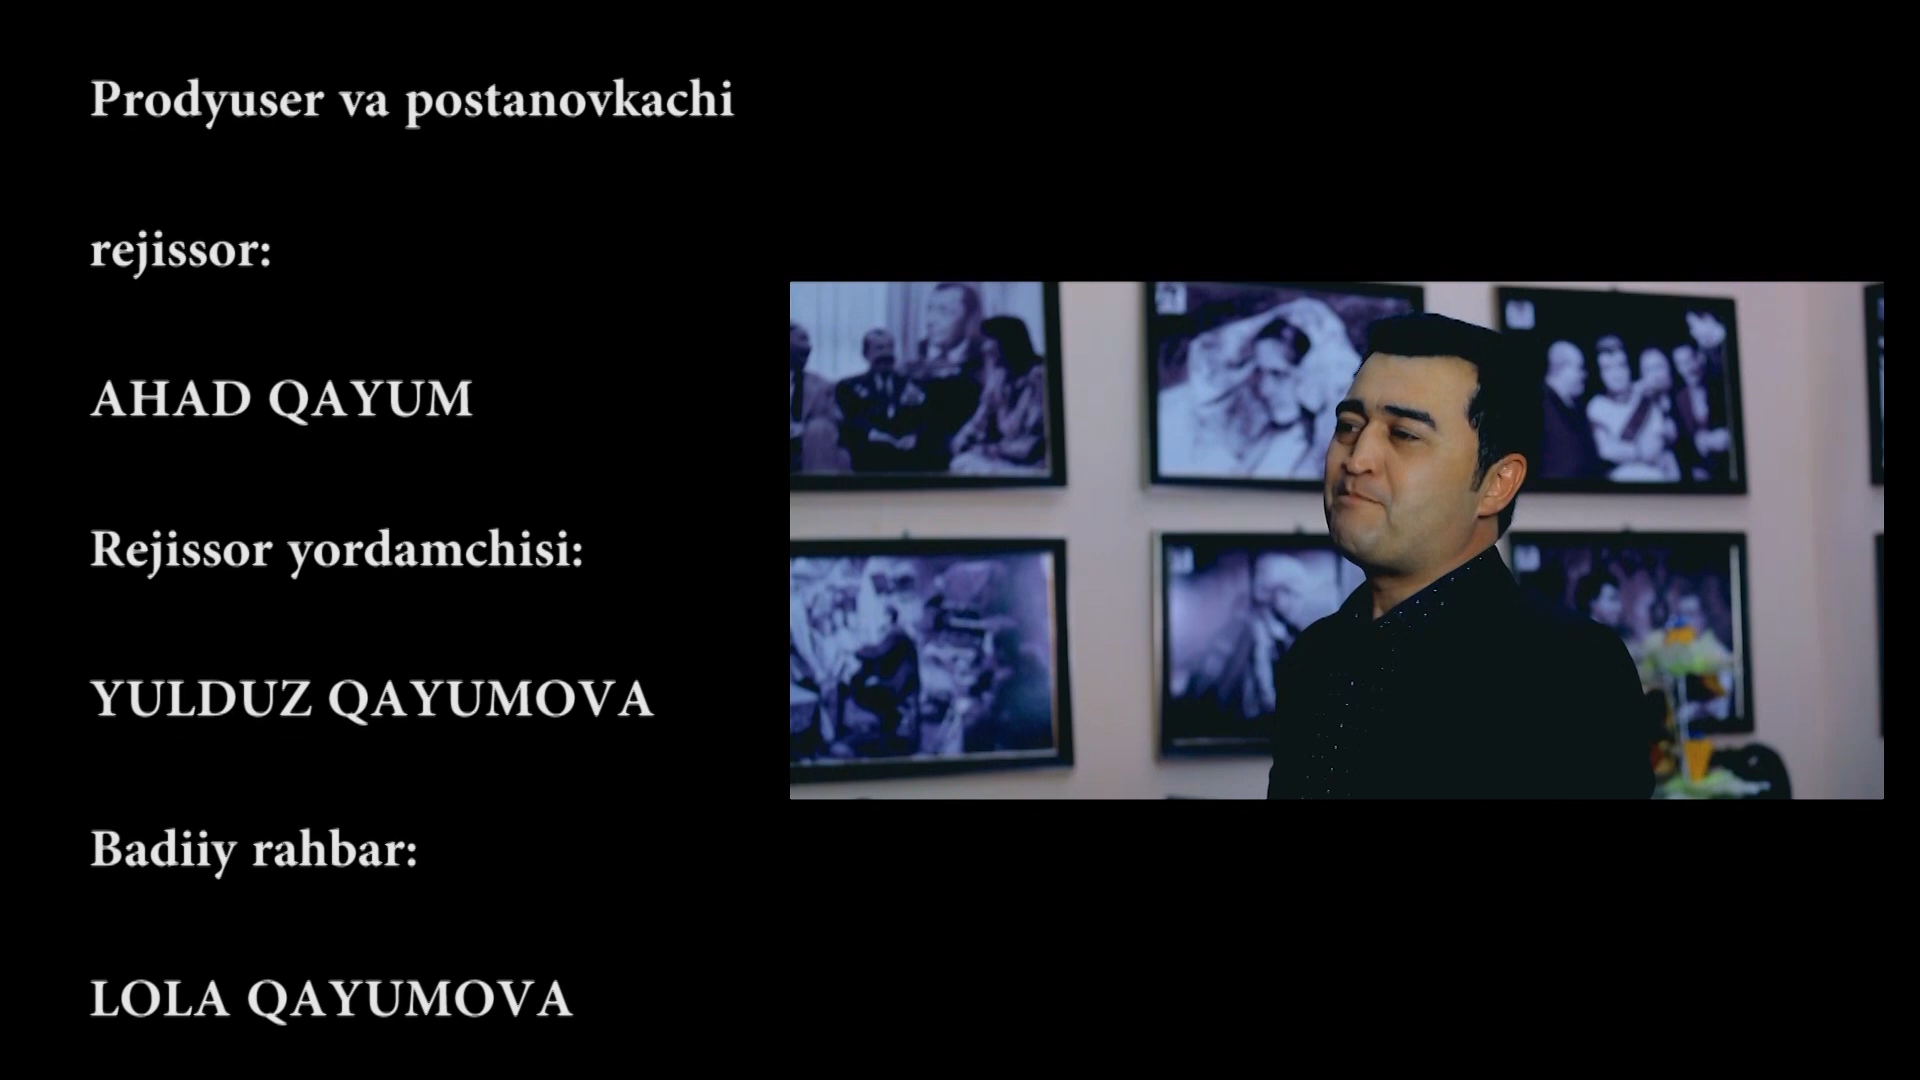 Prodyuser va postanovkachi
rejissor:
AHAD QAYUM
Rejissor yordamchisi:
YULDUZ QAYUMOVA
Badiiy rahbar:
LOLA QAYUMOVA